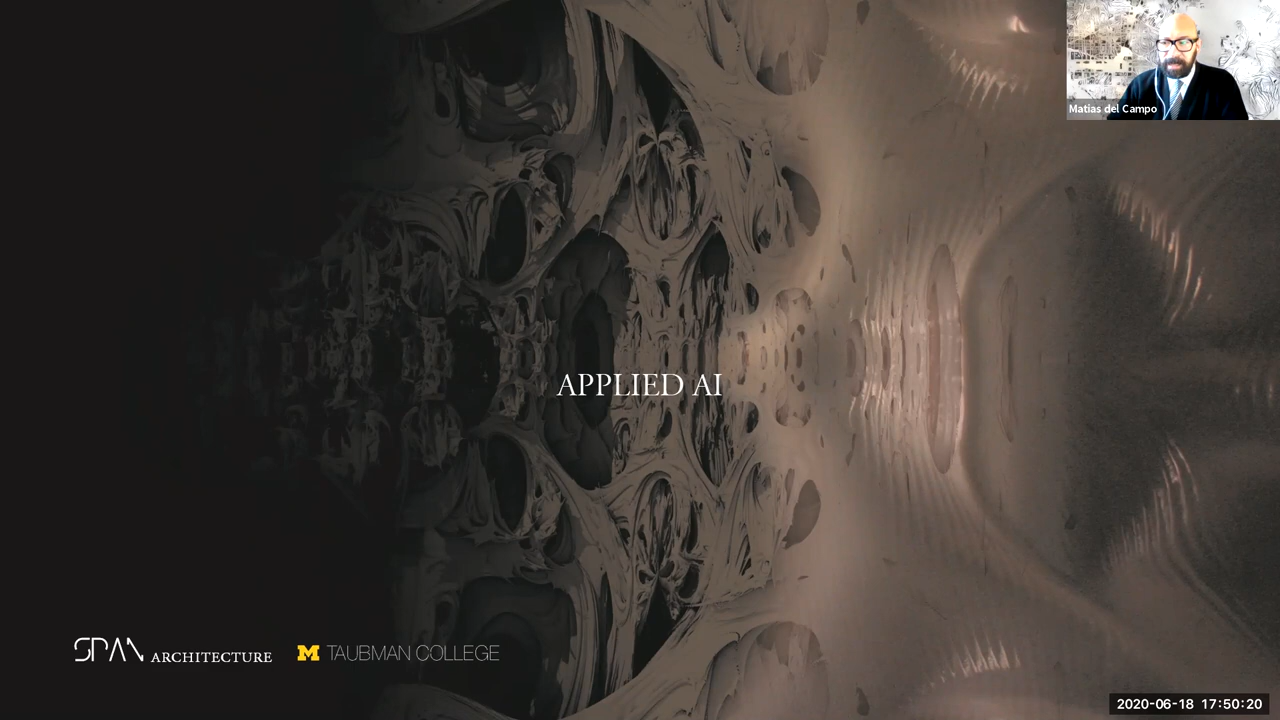 Matias del Campo
APPLIED AI
SPAN ARCHITECTURE
M TAUBMAN COLLEGE
2020-06-18 17:50:20